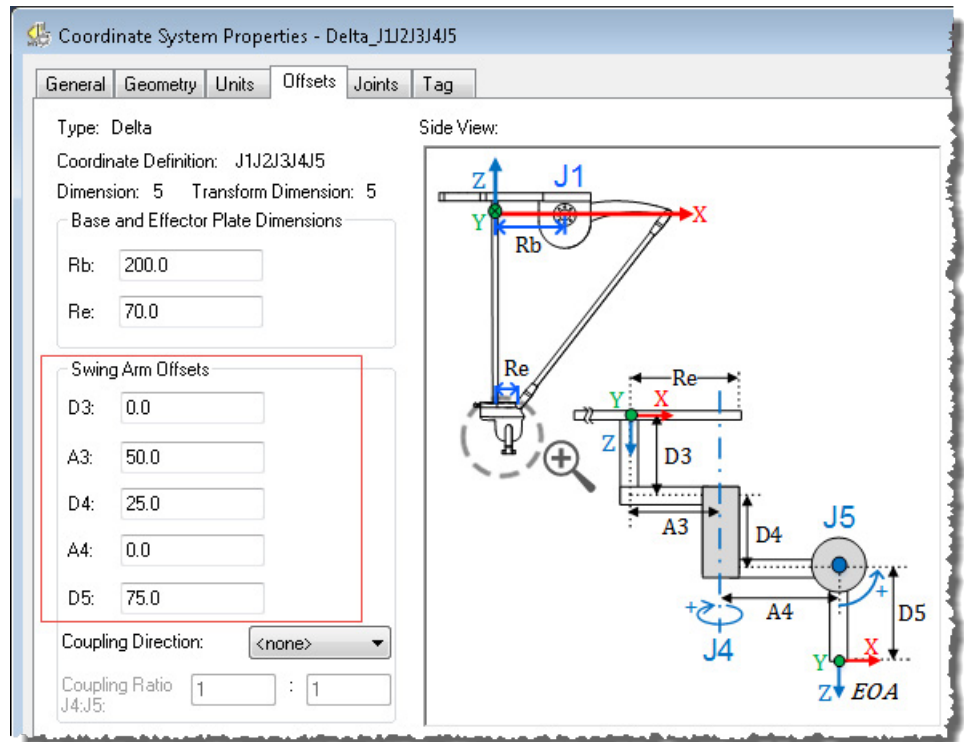 Coordinate System Properties - Delta_J1J2J3J4J5
General Geometry Units Offsets Joints Tag
Type: Delta
Coordinate Definition: J1J2J3J4J5
Dimension: 5 Transform Dimension: 5
Base and Effector Plate Dimensions
Rb: 200.0
Re: 70.0
Swing Arm Offsets
D3: 0.0
A3: 50.0
D4: 25.0
A4: 0.0
D5: 75.0
Coupling Direction: <none>
Coupling Ratio
J4:J5:
1 : 1
Side View:
Z J1
Y X
Rb
Re
Re
Y X
Z D3
A3 D4 J5
+
+ A4 D5
J4
Y X
Z EOA